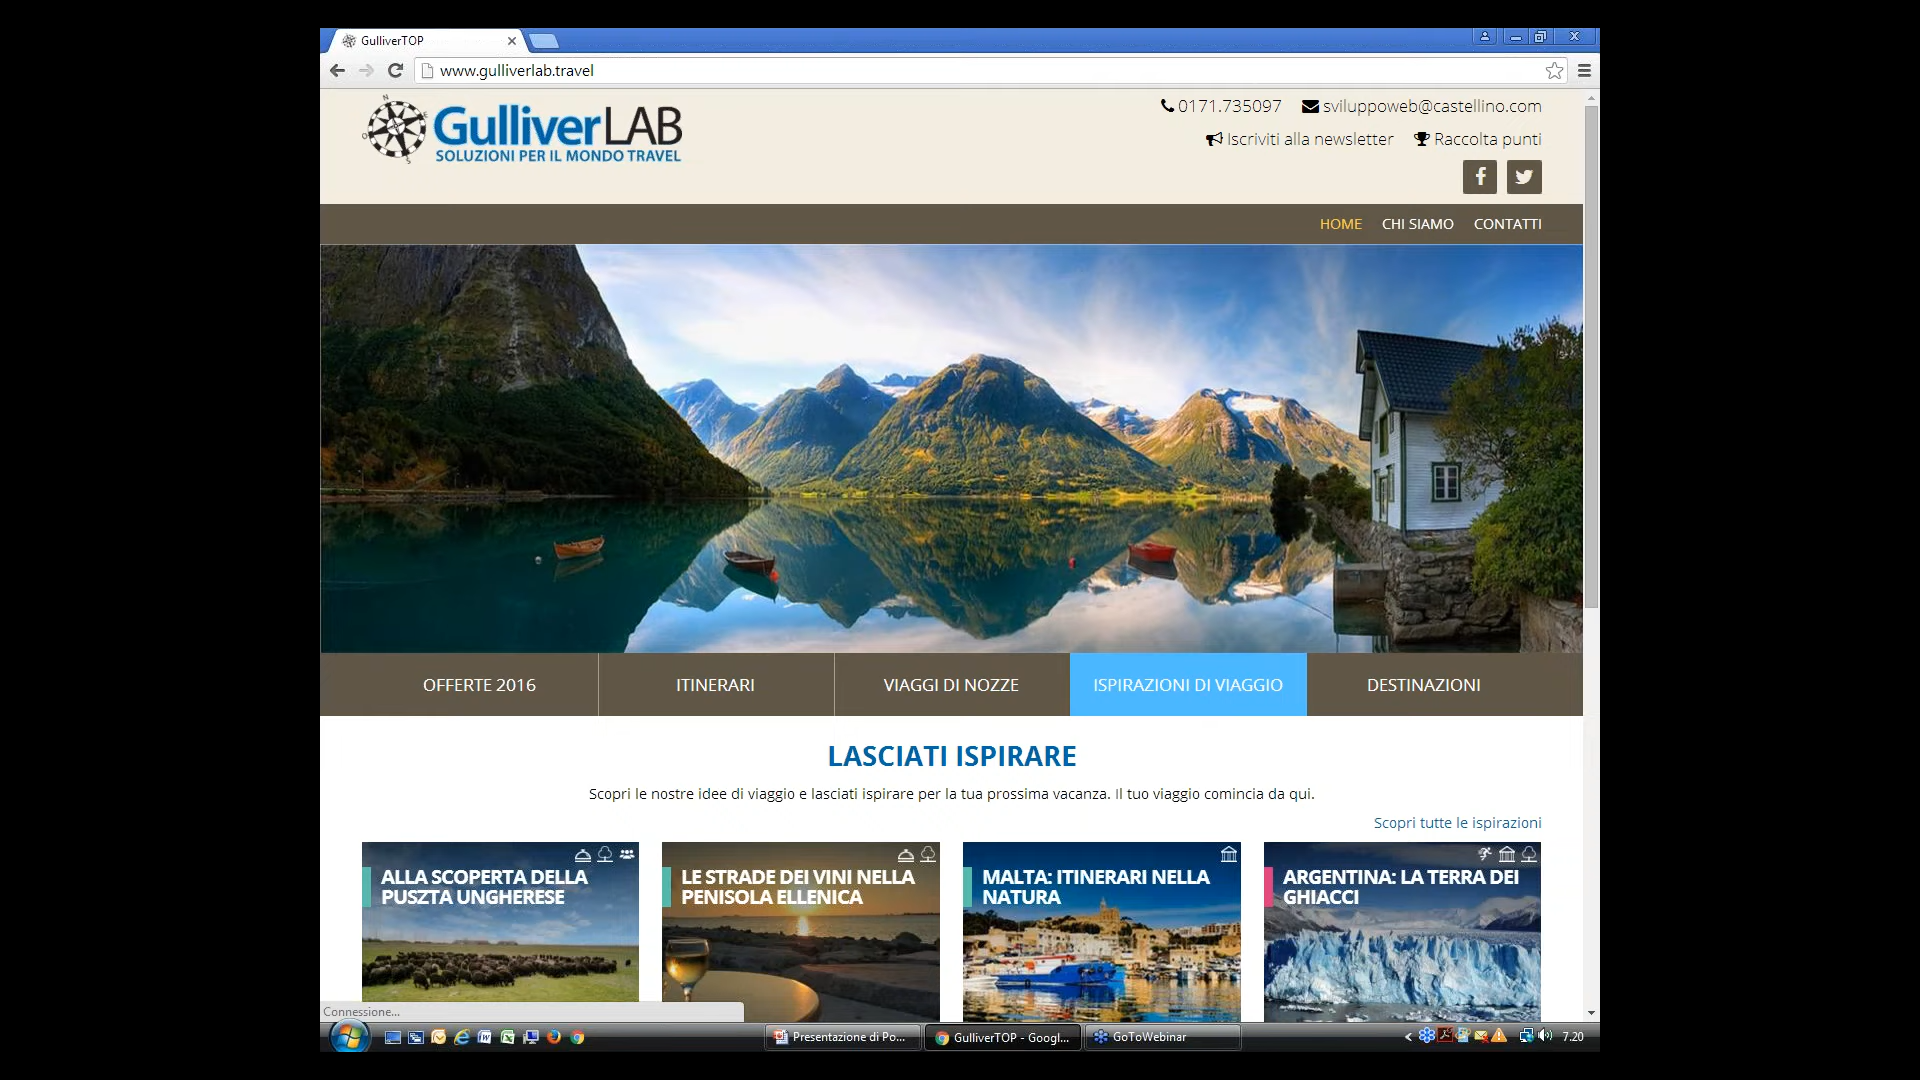 GulliverTOP
www.gulliverlab.travel
GulliverLAB
SOLUZIONI PER IL MONDO TRAVEL
0171.735097 sviluppoweb@castellino.com
Iscriviti alla newsletter Raccolta punti
HOME CHI SIAMO CONTATTI
OFFERTE 2016 ITINERARI VIAGGI DI NOZZE ISPIRAZIONI DI VIAGGIO DESTINAZIONI
LASCIATI ISPIRARE
Scopri le nostre idee di viaggio e lasciati ispirare per la tua prossima vacanza. Il tuo viaggio comincia da qui.
Scopri tutte le ispirazioni
ALLA SCOPERTA DELLA
PUSZTA UNGHERESE
LE STRADE DEI VINI NELLA
PENISOLA ELLENICA
MALTA: ITINERARI NELLA
NATURA
ARGENTINA: LA TERRA DEI
GHIACCI
Connessione...
Presentazione di Po... GulliverTOP - Googl... GoToWebinar 7.20